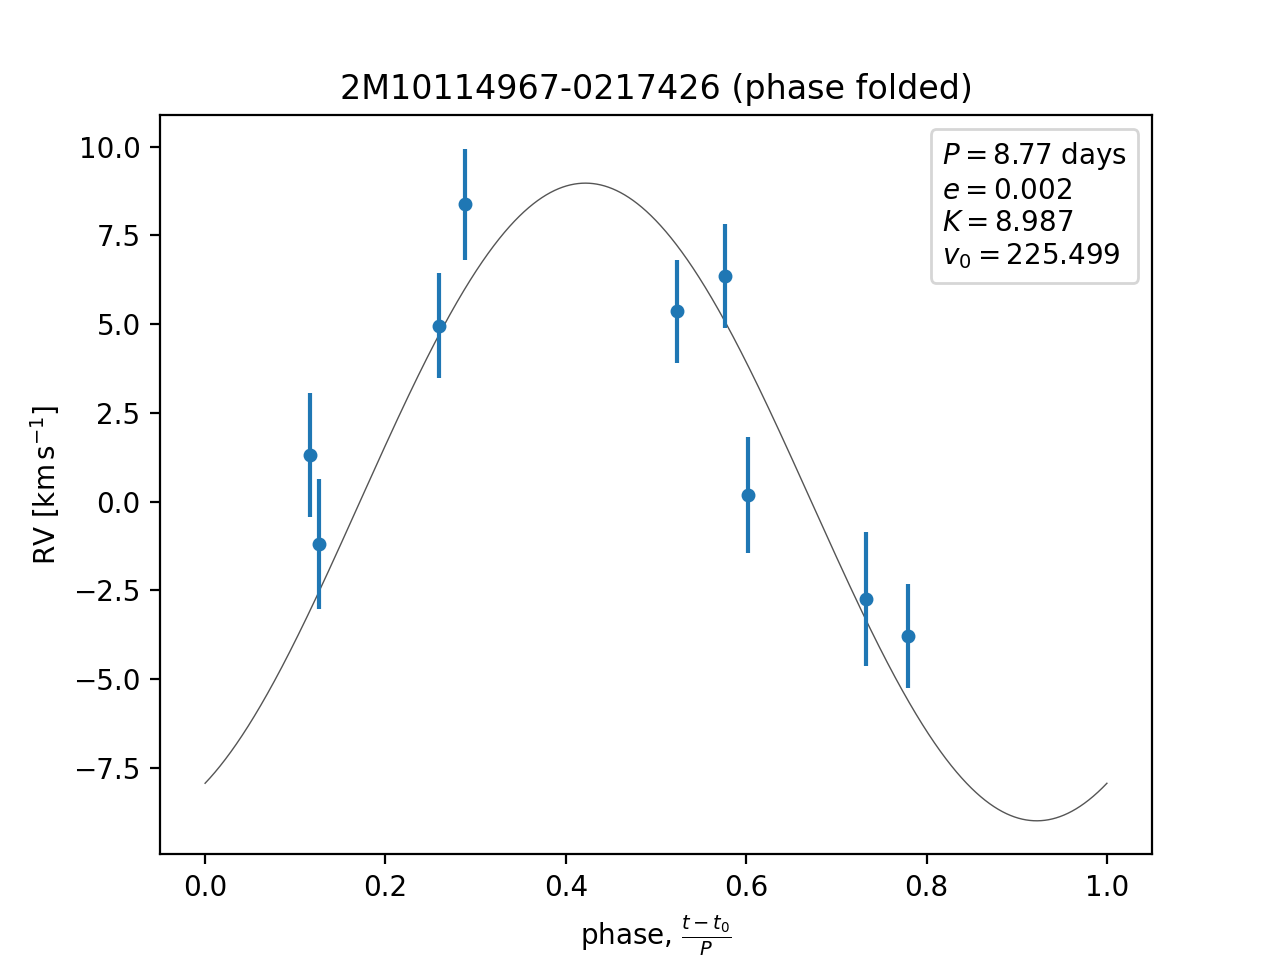 2M10114967-0217426 (phase folded)
P = 8.77 days
e = 0.002
K = 8.987
v₀ = 225.499
10.0
7.5
5.0
2.5
0.0
−2.5
−5.0
−7.5
RV [km s⁻¹]
0.0 0.2 0.4 0.6 0.8 1.0
phase, (t − t₀)/P